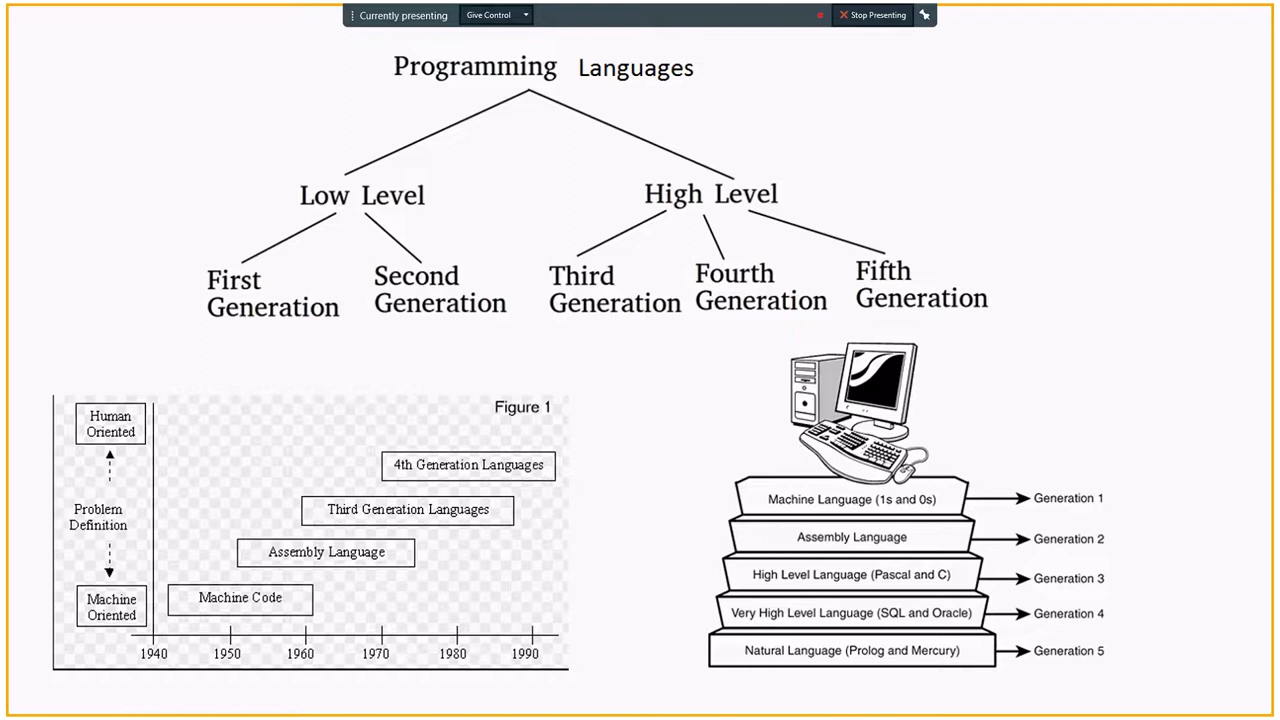 Currently presenting
Give Control
Stop Presenting
Programming Languages
Low Level
High Level
First
Generation
Second
Generation
Third
Generation
Fourth
Generation
Fifth
Generation
Figure 1
Human
Oriented
Problem
Definition
Machine
Oriented
4th Generation Languages
Third Generation Languages
Assembly Language
Machine Code
1940 1950 1960 1970 1980 1990
Machine Language (1s and 0s) Generation 1
Assembly Language Generation 2
High Level Language (Pascal and C) Generation 3
Very High Level Language (SQL and Oracle) Generation 4
Natural Language (Prolog and Mercury) Generation 5